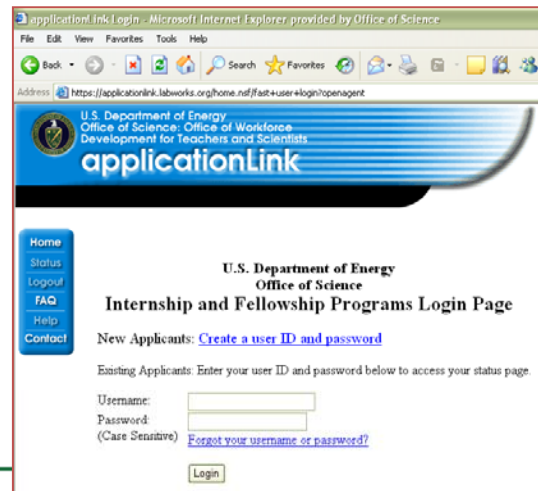 applicationLink Login - Microsoft Internet Explorer provided by Office of Science
File Edit View Favorites Tools Help
Back Search Favorites
Address https://applicationlink.labworks.org/home.nsf/fast+user+login?openagent
U.S. Department of Energy
Office of Science: Office of Workforce
Development for Teachers and Scientists
applicationLink
Home
Status
Logout
FAQ
Help
Contact
U.S. Department of Energy
Office of Science
Internship and Fellowship Programs Login Page
New Applicants: Create a user ID and password
Existing Applicants: Enter your user ID and password below to access your status page.
Username:
Password:
(Case Sensitive) Forgot your username or password?
Login